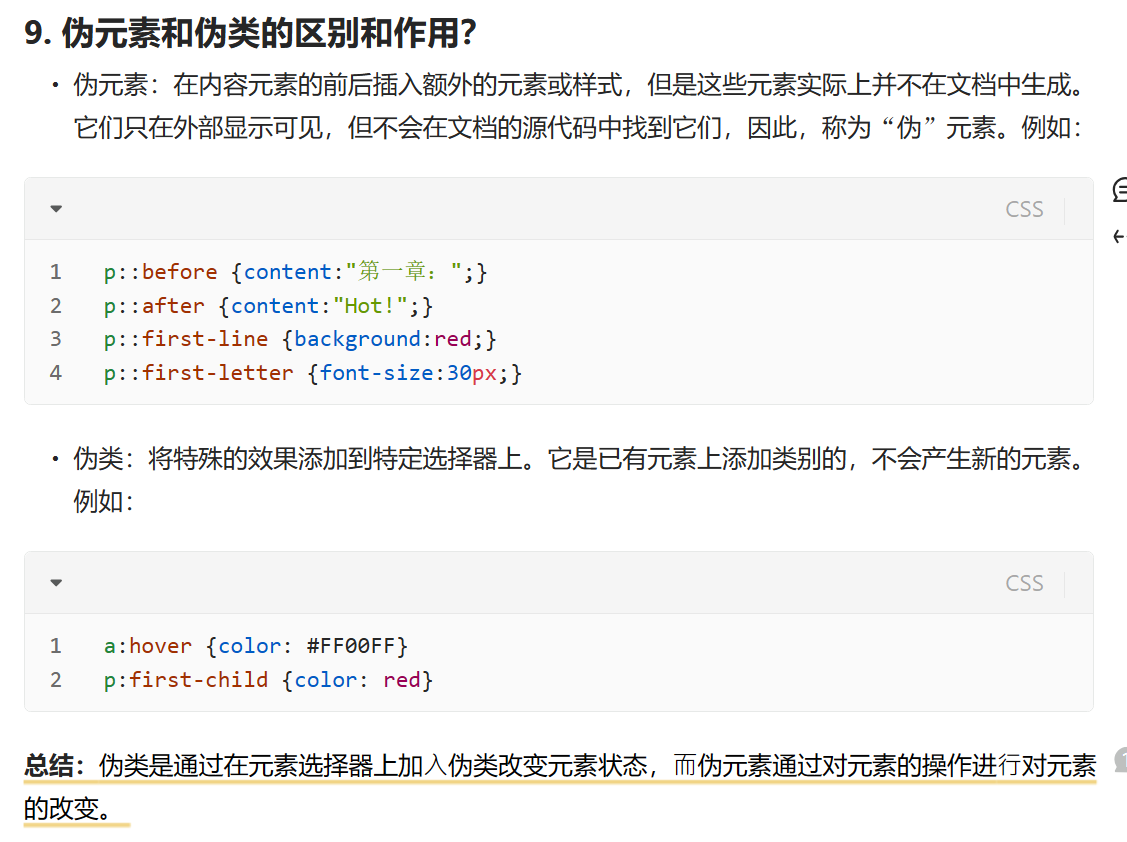 9. 伪元素和伪类的区别和作用？
• 伪元素：在内容元素的前后插入额外的元素或样式，但是这些元素实际上并不在文档中生成。
它们只在外部显示可见，但不会在文档的源代码中找到它们，因此，称为“伪”元素。例如：
CSS
1 p::before {content:"第一章：";}
2 p::after {content:"Hot!";}
3 p::first-line {background:red;}
4 p::first-letter {font-size:30px;}
• 伪类：将特殊的效果添加到特定选择器上。它是已有元素上添加类别的，不会产生新的元素。
例如：
CSS
1 a:hover {color: #FF00FF}
2 p:first-child {color: red}
总结：伪类是通过在元素选择器上加⼊伪类改变元素状态，⽽伪元素通过对元素的操作进⾏对元素
的改变。